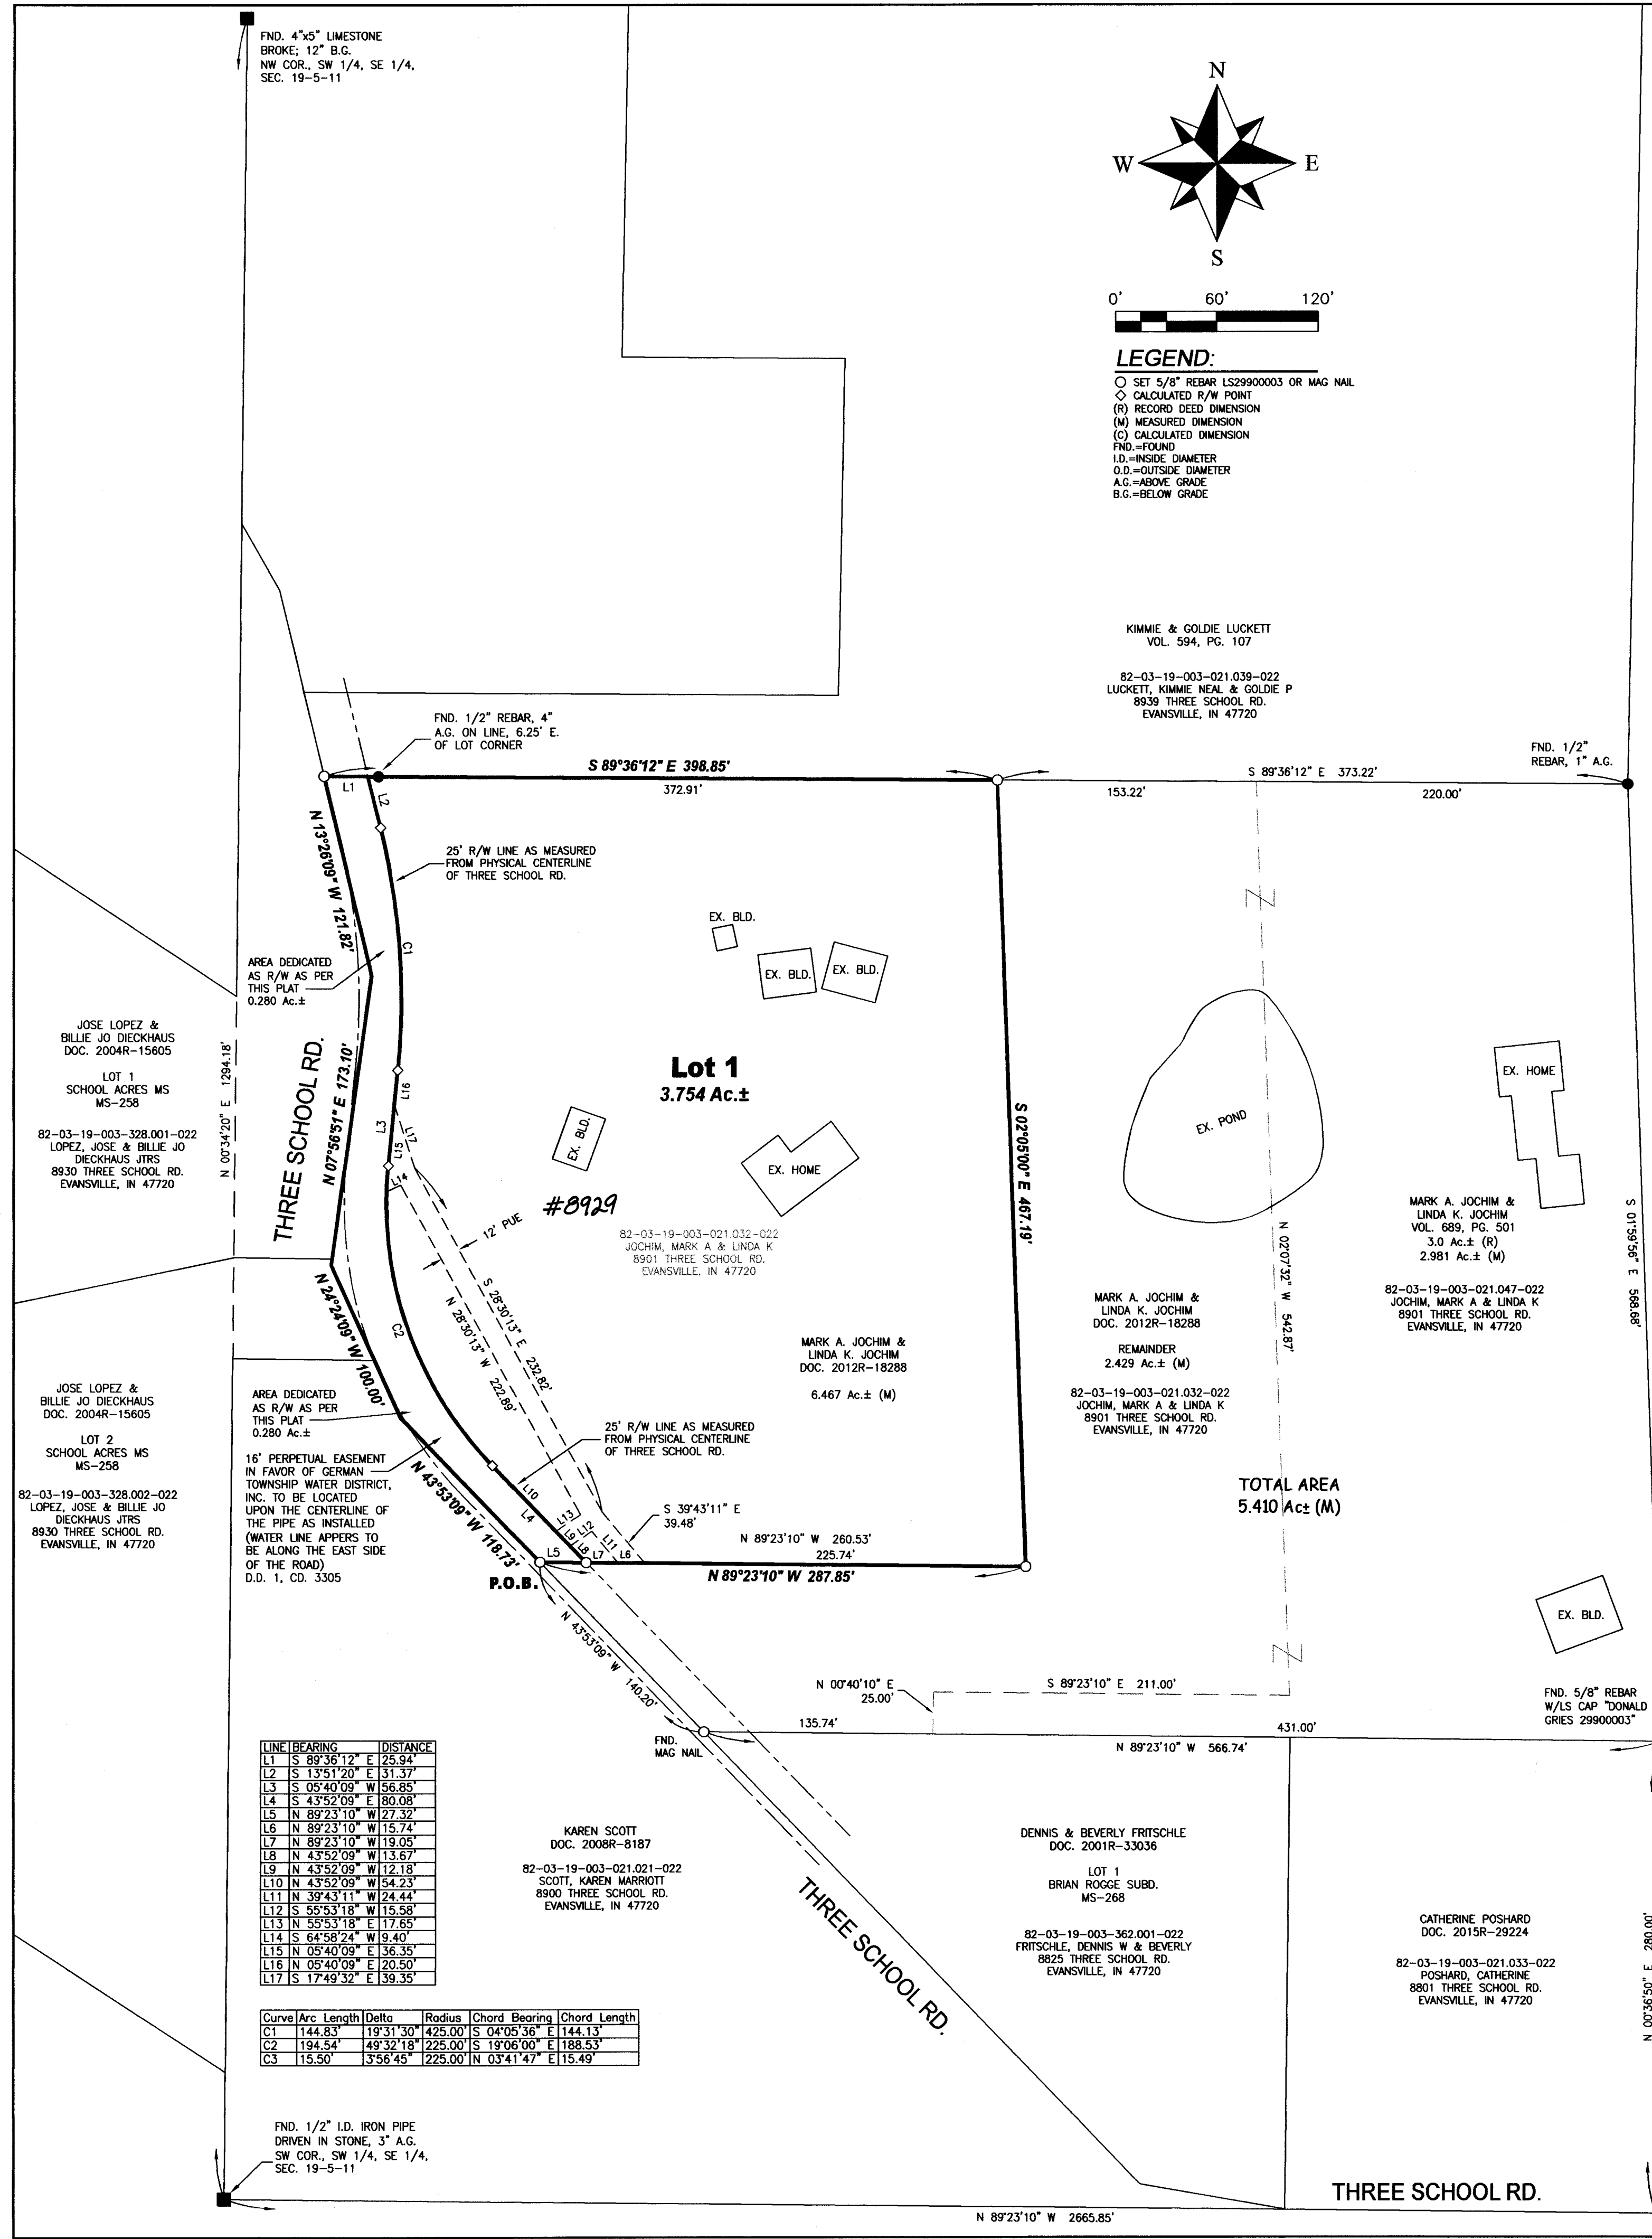 FND. 4"x5" LIMESTONE
BROKE; 12" B.G.
NW COR., SW 1/4, SE 1/4,
SEC. 19-5-11
N
W
E
S
0' 60' 120'
LEGEND:
SET 5/8" REBAR LS29900003 OR MAG NAIL
CALCULATED R/W POINT
(R) RECORD DEED DIMENSION
(M) MEASURED DIMENSION
(C) CALCULATED DIMENSION
FND.=FOUND
I.D.=INSIDE DIAMETER
O.D.=OUTSIDE DIAMETER
A.G.=ABOVE GRADE
B.G.=BELOW GRADE
KIMMIE & GOLDIE LUCKETT
VOL. 594, PG. 107
82-03-19-003-021.039-022
LUCKETT, KIMMIE NEAL & GOLDIE P
8939 THREE SCHOOL RD.
EVANSVILLE, IN 47720
FND. 1/2" REBAR, 4"
A.G. ON LINE, 6.25' E.
OF LOT CORNER
FND. 1/2"
REBAR, 1" A.G.
S 89°36'12" E 398.85'
372.91'
S 89°36'12" E 373.22'
153.22'
220.00'
L1
L2
N 13°26'09" W 121.82'
25' R/W LINE AS MEASURED
FROM PHYSICAL CENTERLINE
OF THREE SCHOOL RD.
C1
EX. BLD.
EX. BLD.
EX. BLD.
AREA DEDICATED
AS R/W AS PER
THIS PLAT
0.280 Ac.±
JOSE LOPEZ &
BILLIE JO DIECKHAUS
DOC. 2004R-15605
LOT 1
SCHOOL ACRES MS
MS-258
82-03-19-003-328.001-022
LOPEZ, JOSE & BILLIE JO
DIECKHAUS JTRS
8930 THREE SCHOOL RD.
EVANSVILLE, IN 47720
N 00°34'20" E 1294.18'
THREE SCHOOL RD.
N 07°56'51" E 173.10'
Lot 1
3.754 Ac.±
L16
L3
L15
L17
L14
EX. BLD.
EX. HOME
#8929
12' PUE
82-03-19-003-021.032-022
JOCHIM, MARK A & LINDA K
8901 THREE SCHOOL RD.
EVANSVILLE, IN 47720
S 02°05'00" E 467.19'
EX. POND
EX. HOME
MARK A. JOCHIM &
LINDA K. JOCHIM
VOL. 689, PG. 501
3.0 Ac.± (R)
2.981 Ac.± (M)
82-03-19-003-021.047-022
JOCHIM, MARK A & LINDA K
8901 THREE SCHOOL RD.
EVANSVILLE, IN 47720
S 01°59'56" E 568.68'
N 02°07'32" W 542.87'
MARK A. JOCHIM &
LINDA K. JOCHIM
DOC. 2012R-18288
REMAINDER
2.429 Ac.± (M)
82-03-19-003-021.032-022
JOCHIM, MARK A & LINDA K
8901 THREE SCHOOL RD.
EVANSVILLE, IN 47720
N 24°24'09" W 100.00'
C2
S 28°30'13" E 232.82'
N 28°30'13" W 222.89'
MARK A. JOCHIM &
LINDA K. JOCHIM
DOC. 2012R-18288
6.467 Ac.± (M)
JOSE LOPEZ &
BILLIE JO DIECKHAUS
DOC. 2004R-15605
LOT 2
SCHOOL ACRES MS
MS-258
82-03-19-003-328.002-022
LOPEZ, JOSE & BILLIE JO
DIECKHAUS JTRS
8930 THREE SCHOOL RD.
EVANSVILLE, IN 47720
AREA DEDICATED
AS R/W AS PER
THIS PLAT
0.280 Ac.±
16' PERPETUAL EASEMENT
IN FAVOR OF GERMAN
TOWNSHIP WATER DISTRICT,
INC. TO BE LOCATED
UPON THE CENTERLINE OF
THE PIPE AS INSTALLED
(WATER LINE APPERS TO
BE ALONG THE EAST SIDE
OF THE ROAD)
D.D. 1, CD. 3305
25' R/W LINE AS MEASURED
FROM PHYSICAL CENTERLINE
OF THREE SCHOOL RD.
N 43°53'09" W 118.73'
L10
L4
L13
L12
L9
L8
L11
L5
L7
L6
S 39°43'11" E
39.48'
N 89°23'10" W 260.53'
225.74'
N 89°23'10" W 287.85'
P.O.B.
TOTAL AREA
5.410 Ac± (M)
EX. BLD.
N 43°53'09" W 140.20'
N 00°40'10" E
25.00'
S 89°23'10" E 211.00'
FND. 5/8" REBAR
W/LS CAP "DONALD
GRIES 29900003"
135.74'
431.00'
N 89°23'10" W 566.74'
FND.
MAG NAIL
LINE BEARING DISTANCE
L1 S 89°36'12" E 25.94'
L2 S 13°51'20" E 31.37'
L3 S 05°40'09" W 56.85'
L4 S 43°52'09" E 80.08'
L5 N 89°23'10" W 27.32'
L6 N 89°23'10" W 15.74'
L7 N 89°23'10" W 19.05'
L8 N 43°52'09" W 13.67'
L9 N 43°52'09" W 12.18'
L10 N 43°52'09" W 54.23'
L11 N 39°43'11" W 24.44'
L12 S 55°53'18" W 15.58'
L13 N 55°53'18" E 17.65'
L14 S 64°58'24" W 9.40'
L15 N 05°40'09" E 36.35'
L16 N 05°40'09" E 20.50'
L17 S 17°49'32" E 39.35'
Curve Arc Length Delta Radius Chord Bearing Chord Length
C1 144.83' 19°31'30" 425.00' S 04°05'36" E 144.13'
C2 194.54' 49°32'18" 225.00' S 19°06'00" E 188.53'
C3 15.50' 3°56'45" 225.00' N 03°41'47" E 15.49'
KAREN SCOTT
DOC. 2008R-8187
82-03-19-003-021.021-022
SCOTT, KAREN MARRIOTT
8900 THREE SCHOOL RD.
EVANSVILLE, IN 47720
THREE SCHOOL RD.
DENNIS & BEVERLY FRITSCHLE
DOC. 2001R-33036
LOT 1
BRIAN ROGGE SUBD.
MS-268
82-03-19-003-362.001-022
FRITSCHLE, DENNIS W & BEVERLY
8825 THREE SCHOOL RD.
EVANSVILLE, IN 47720
CATHERINE POSHARD
DOC. 2015R-29224
82-03-19-003-021.033-022
POSHARD, CATHERINE
8801 THREE SCHOOL RD.
EVANSVILLE, IN 47720
N 00°36'50" E 280.00'
FND. 1/2" I.D. IRON PIPE
DRIVEN IN STONE, 3" A.G.
SW COR., SW 1/4, SE 1/4,
SEC. 19-5-11
THREE SCHOOL RD.
N 89°23'10" W 2665.85'